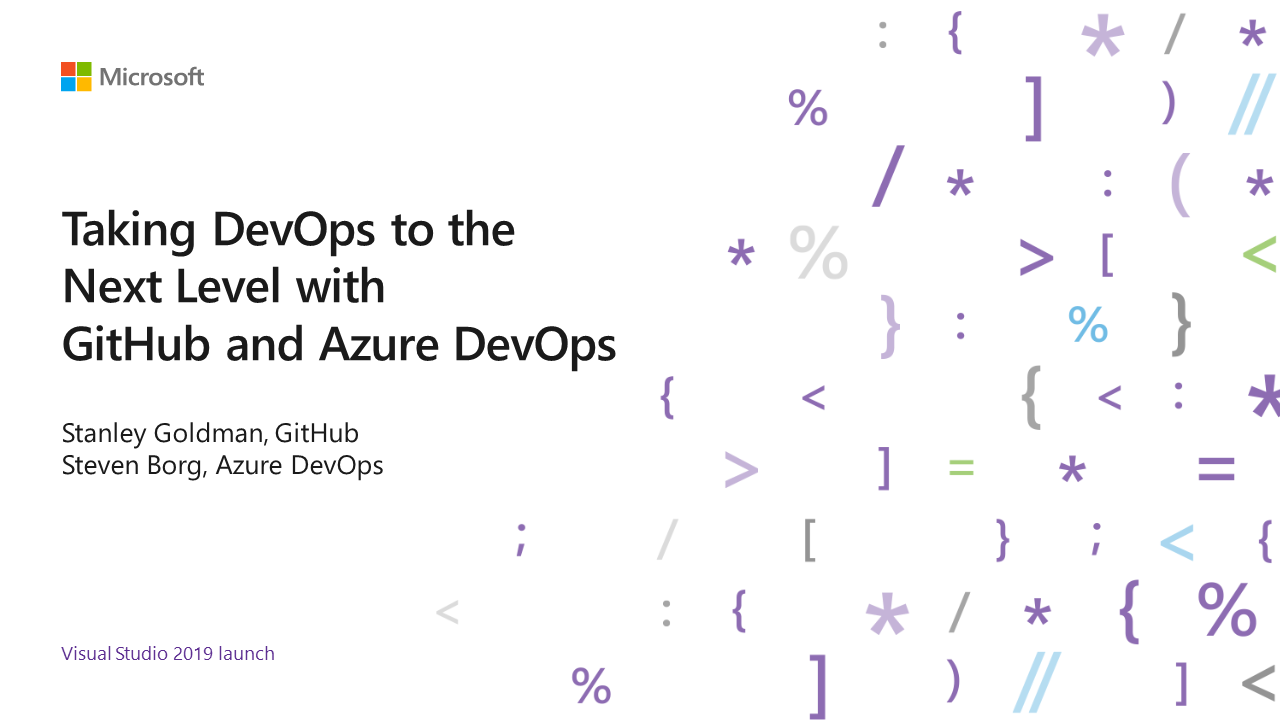 Microsoft
Taking DevOps to the
Next Level with
GitHub and Azure DevOps
Stanley Goldman, GitHub
Steven Borg, Azure DevOps
Visual Studio 2019 launch
: { * / *
% ] ) //
/ * : ( *
* % > [ <
} : % }
{ < { < : *
> ] = * =
; / [ } ; < {
< : { * / * { %
% ] ) // ] <